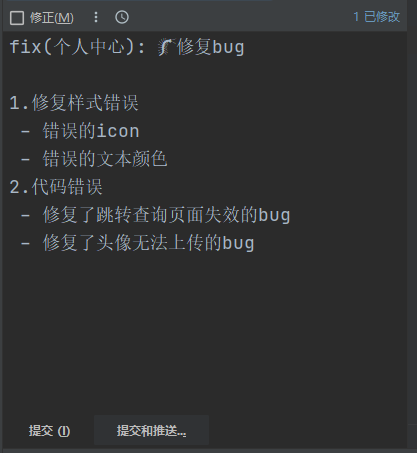 修正(M)
1 已修改
fix(个人中心): 🐛修复bug
1.修复样式错误
- 错误的icon
- 错误的文本颜色
2.代码错误
- 修复了跳转查询页面失效的bug
- 修复了头像无法上传的bug
提交 (I)
提交和推送...